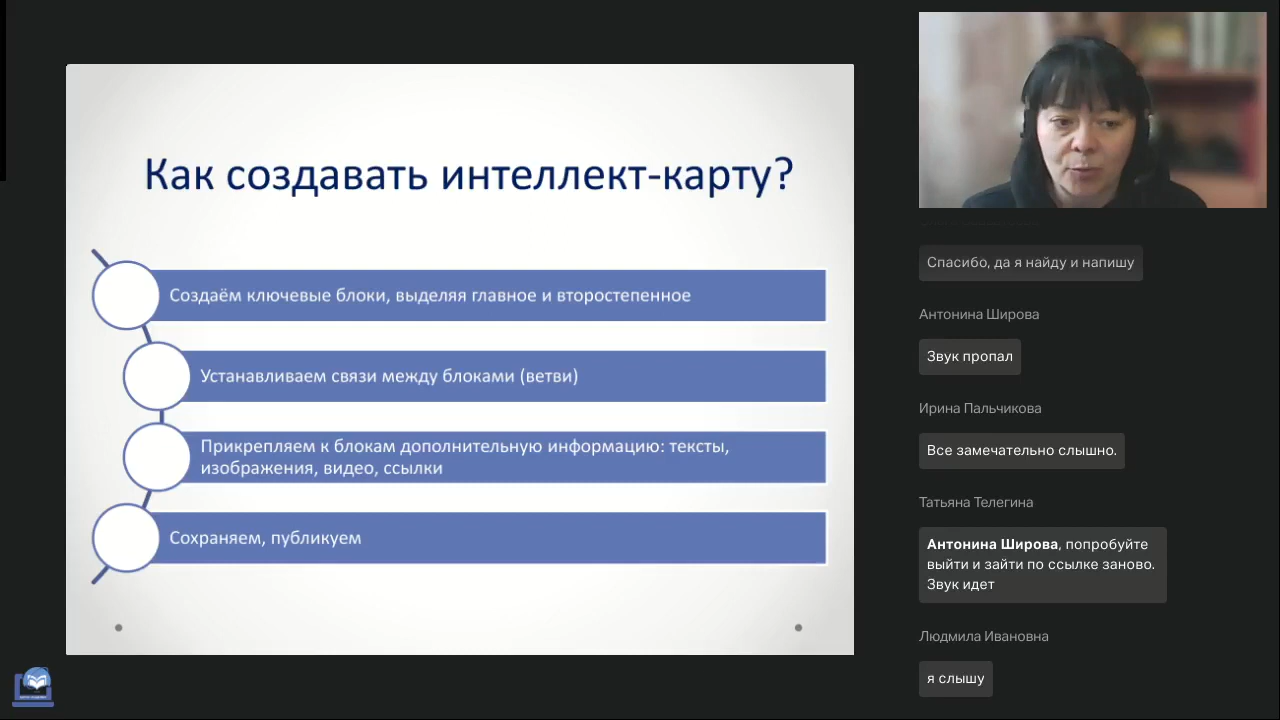 Как создавать интеллект-карту?
Создаём ключевые блоки, выделяя главное и второстепенное
Устанавливаем связи между блоками (ветви)
Прикрепляем к блокам дополнительную информацию: тексты,
изображения, видео, ссылки
Сохраняем, публикуем
Спасибо, да я найду и напишу
Антонина Широва
Звук пропал
Ирина Пальчикова
Все замечательно слышно.
Татьяна Телегина
Антонина Широва, попробуйте
выйти и зайти по ссылке заново.
Звук идет
Людмила Ивановна
я слышу